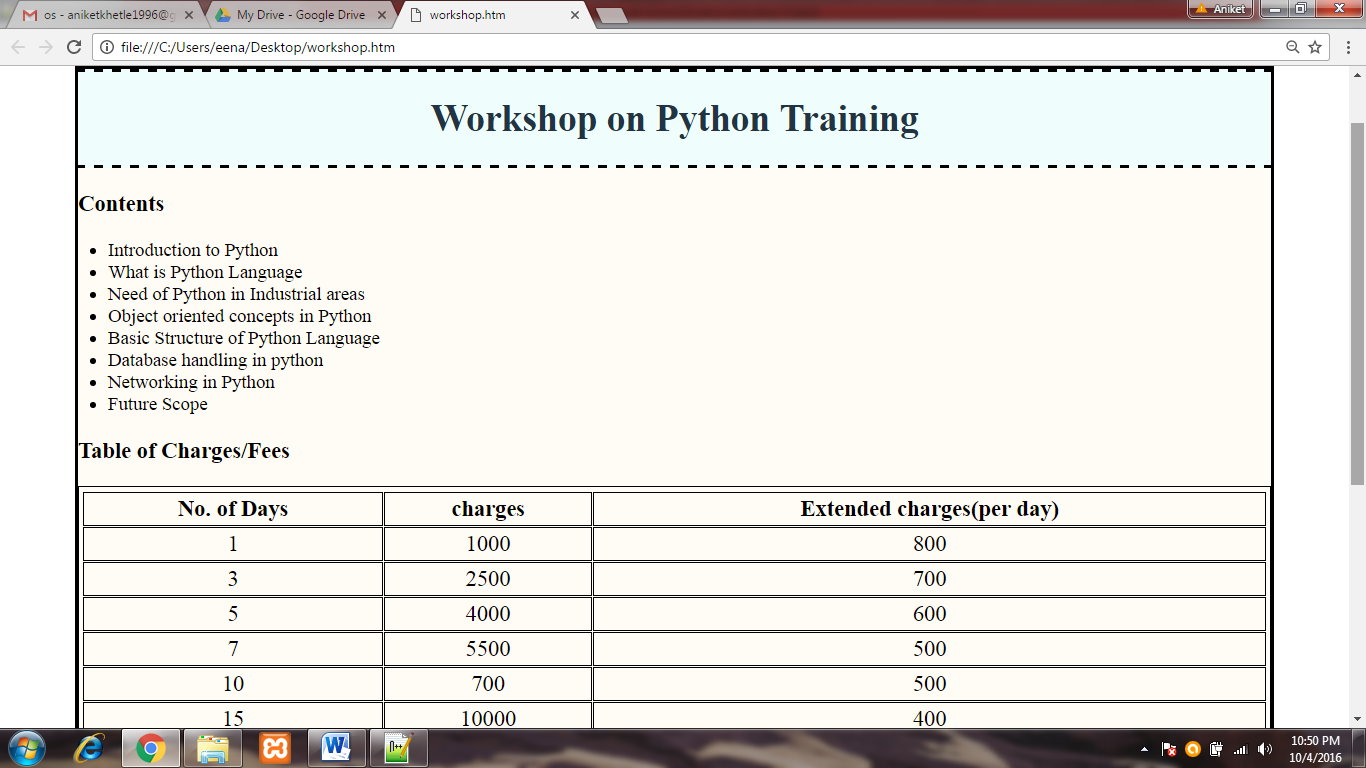 os - aniketkhetle1996@g
My Drive - Google Drive
workshop.htm
Aniket
file:///C:/Users/eena/Desktop/workshop.htm
Workshop on Python Training
Contents
Introduction to Python
What is Python Language
Need of Python in Industrial areas
Object oriented concepts in Python
Basic Structure of Python Language
Database handling in python
Networking in Python
Future Scope
Table of Charges/Fees
No. of Days charges Extended charges(per day)
1 1000 800
3 2500 700
5 4000 600
7 5500 500
10 700 500
15 10000 400
10:50 PM
10/4/2016